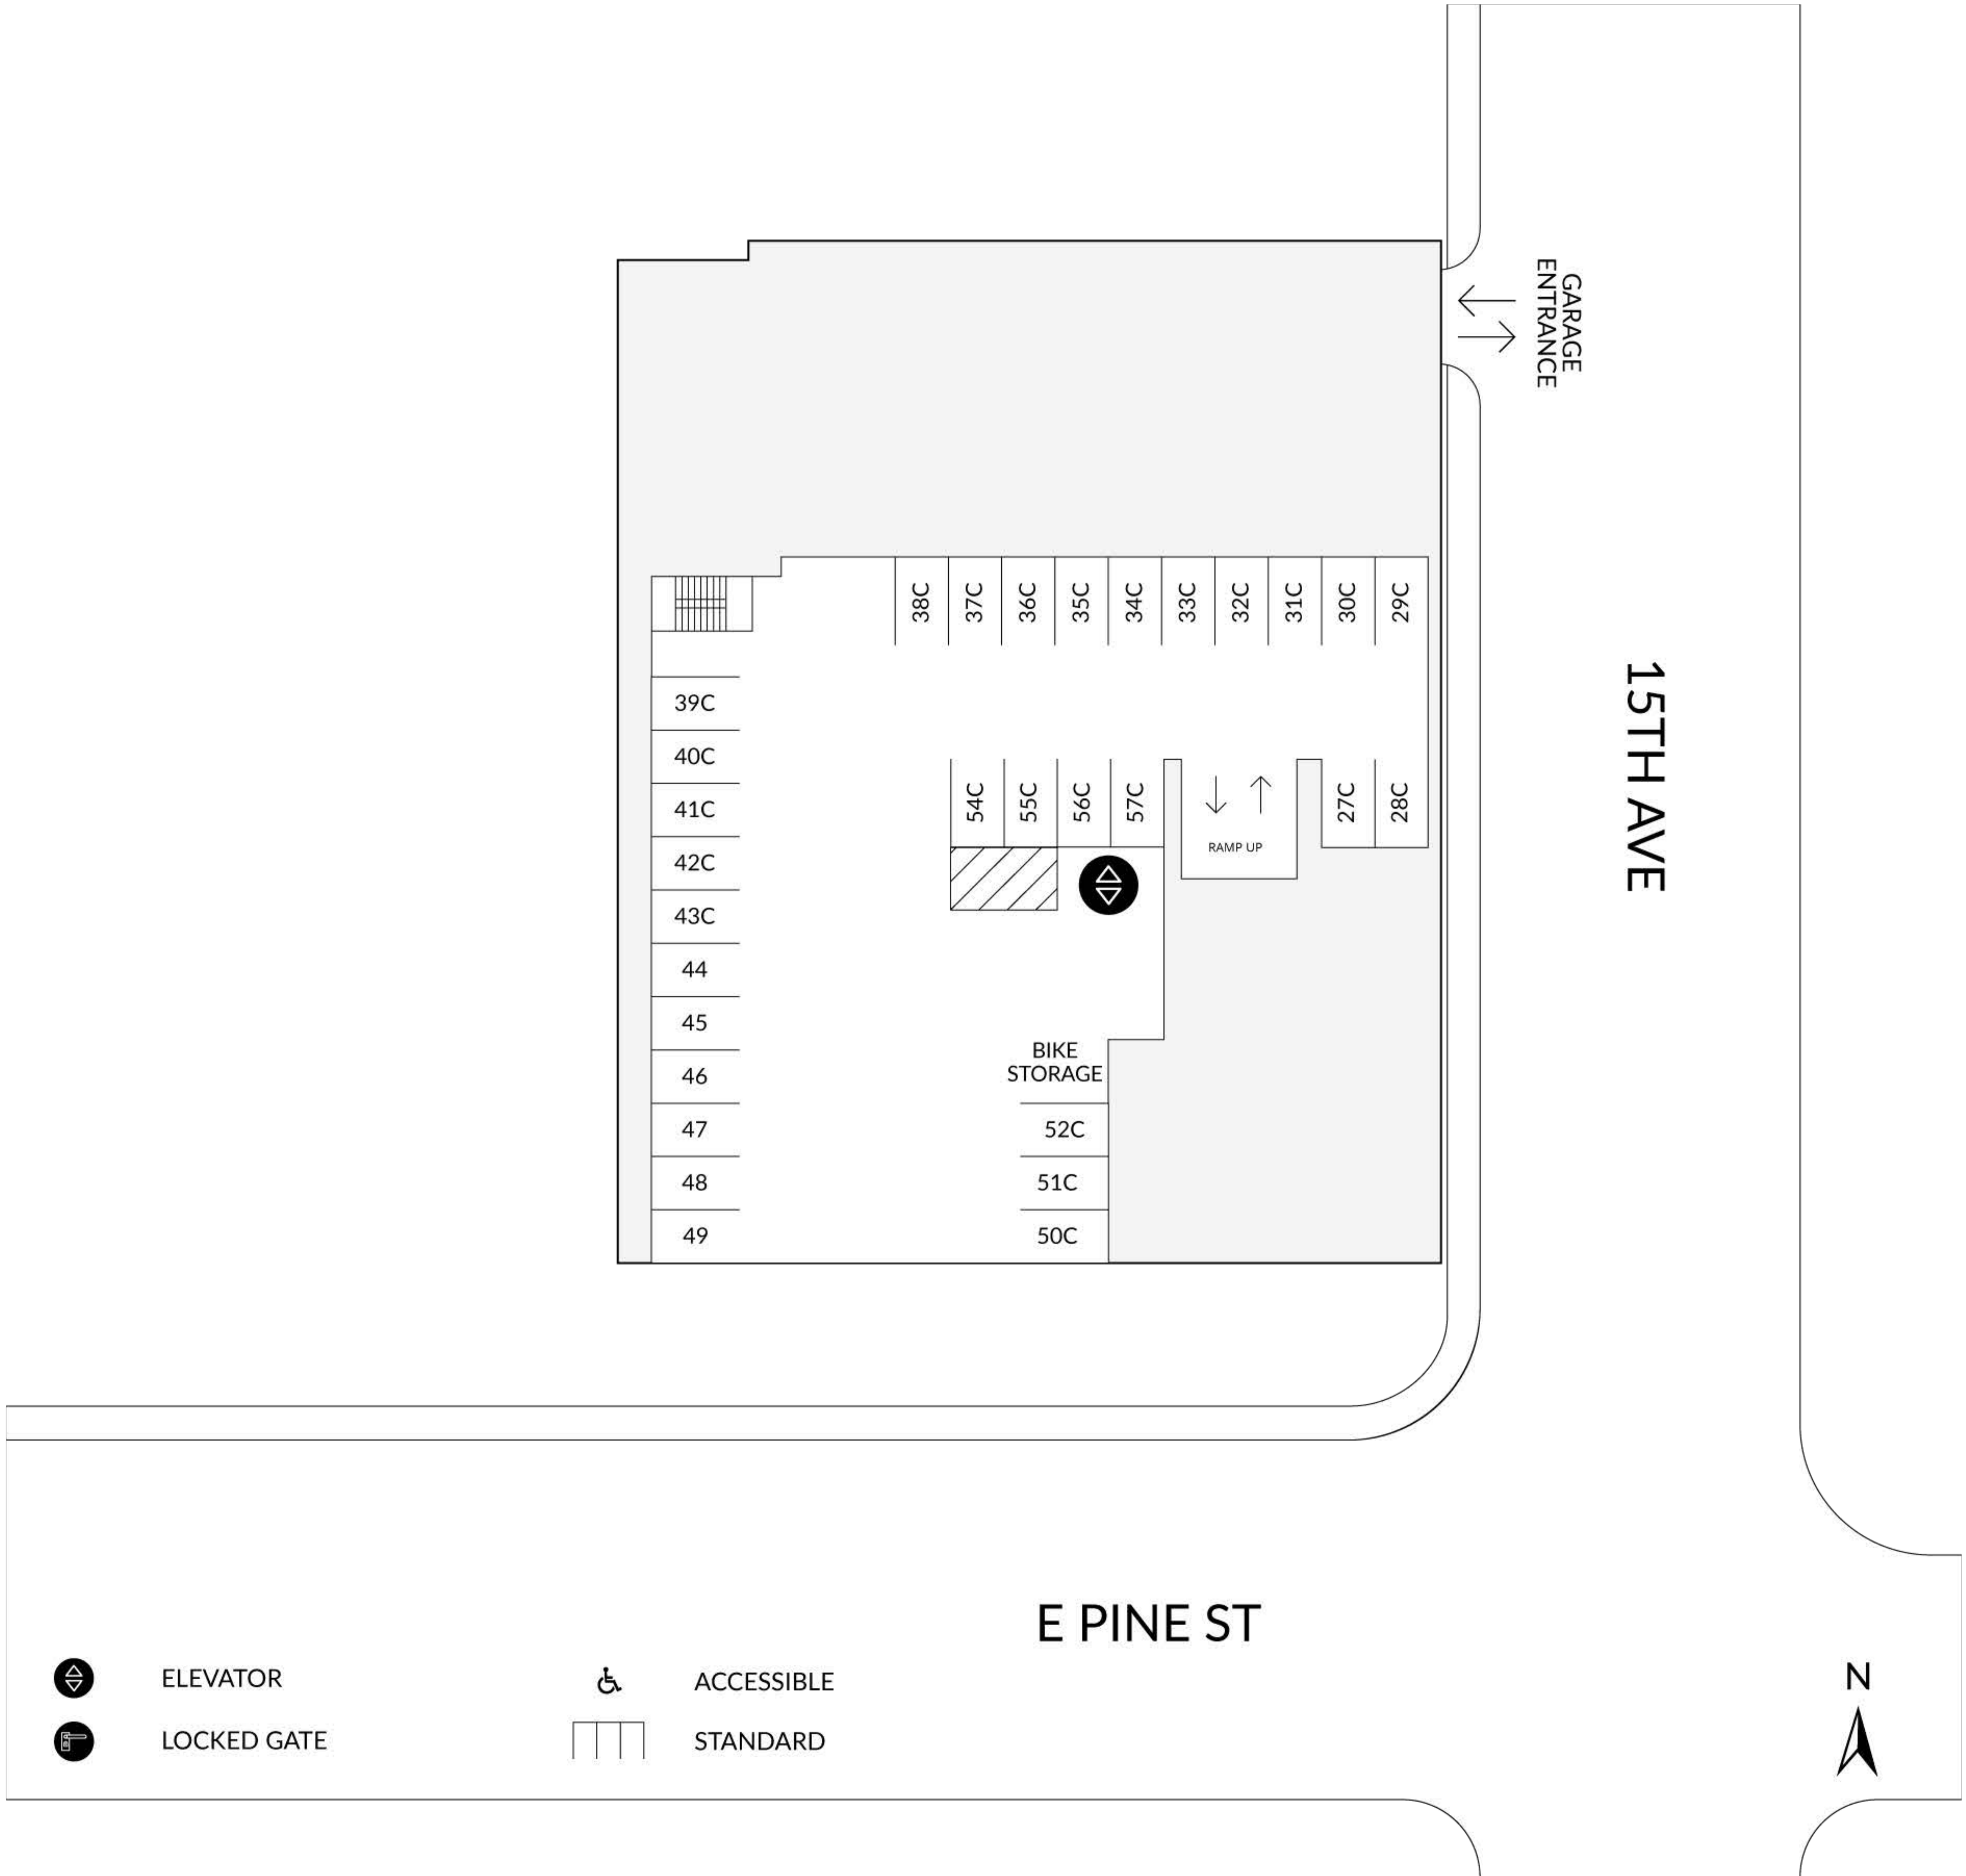 GARAGE
ENTRANCE
38C
37C
36C
35C
34C
33C
32C
31C
30C
29C
15TH AVE
39C
40C
41C
42C
43C
44
45
46
47
48
49
54C
55C
56C
57C
RAMP UP
27C
28C
BIKE
STORAGE
52C
51C
50C
E PINE ST
ELEVATOR
ACCESSIBLE
LOCKED GATE
STANDARD
N